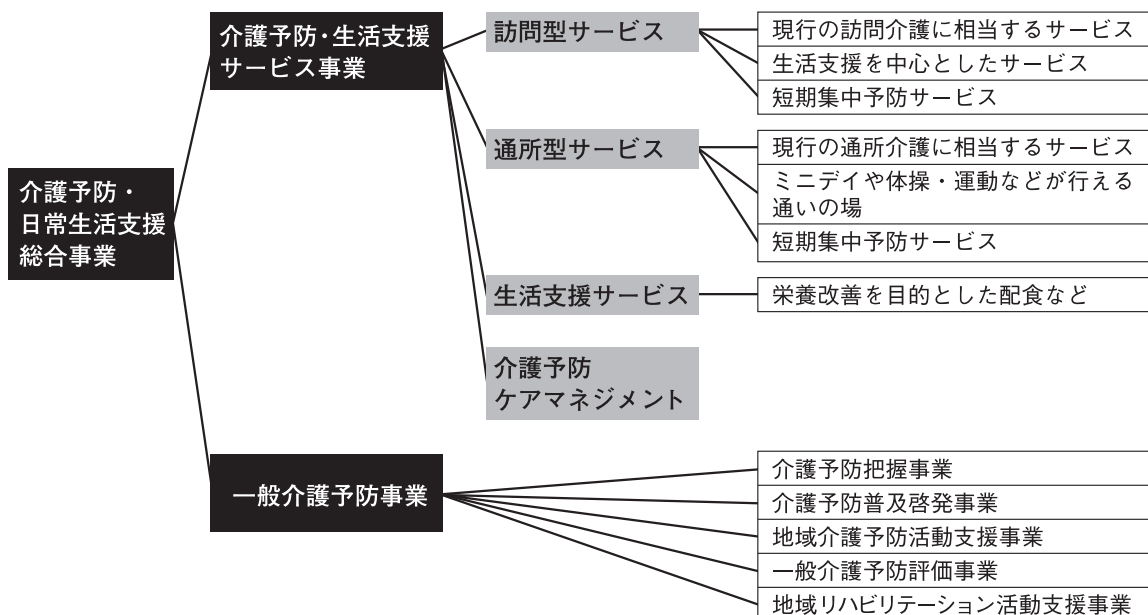 介護予防・
日常生活支援
総合事業
介護予防・生活支援
サービス事業
訪問型サービス
現行の訪問介護に相当するサービス
生活支援を中心としたサービス
短期集中予防サービス
通所型サービス
現行の通所介護に相当するサービス
ミニデイや体操・運動などが行える
通いの場
短期集中予防サービス
生活支援サービス
栄養改善を目的とした配食など
介護予防
ケアマネジメント
一般介護予防事業
介護予防把握事業
介護予防普及啓発事業
地域介護予防活動支援事業
一般介護予防評価事業
地域リハビリテーション活動支援事業